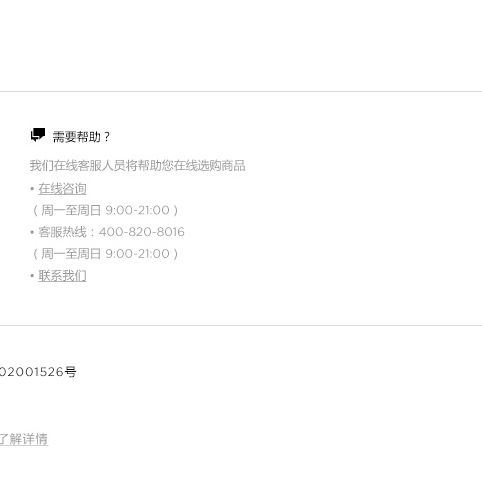 需要帮助？
我们在线客服人员将帮助您在线选购商品
• 在线咨询
（周一至周日 9:00-21:00）
• 客服热线：400-820-8016
（周一至周日 9:00-21:00）
• 联系我们
02001526号
了解详情